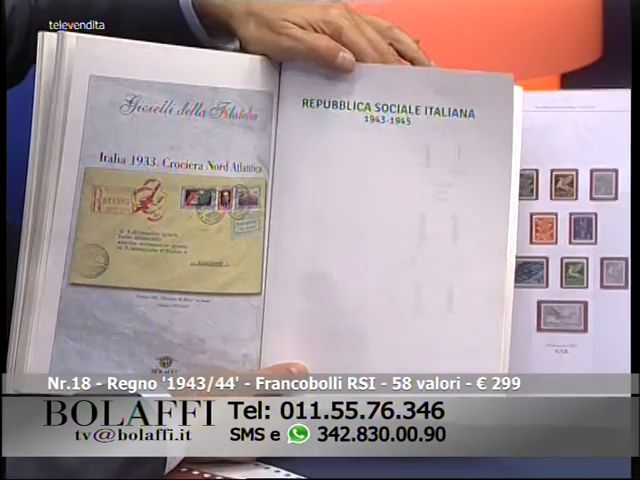 televendita
Gioielli della Filatelia
Italia 1933. Crociera Nord Atlantica
REPUBBLICA SOCIALE ITALIANA
1943-1945
Nr.18 - Regno '1943/44' - Francobolli RSI - 58 valori - € 299
BOLAFFI
tv@bolaffi.it
Tel: 011.55.76.346
SMS e 342.830.00.90